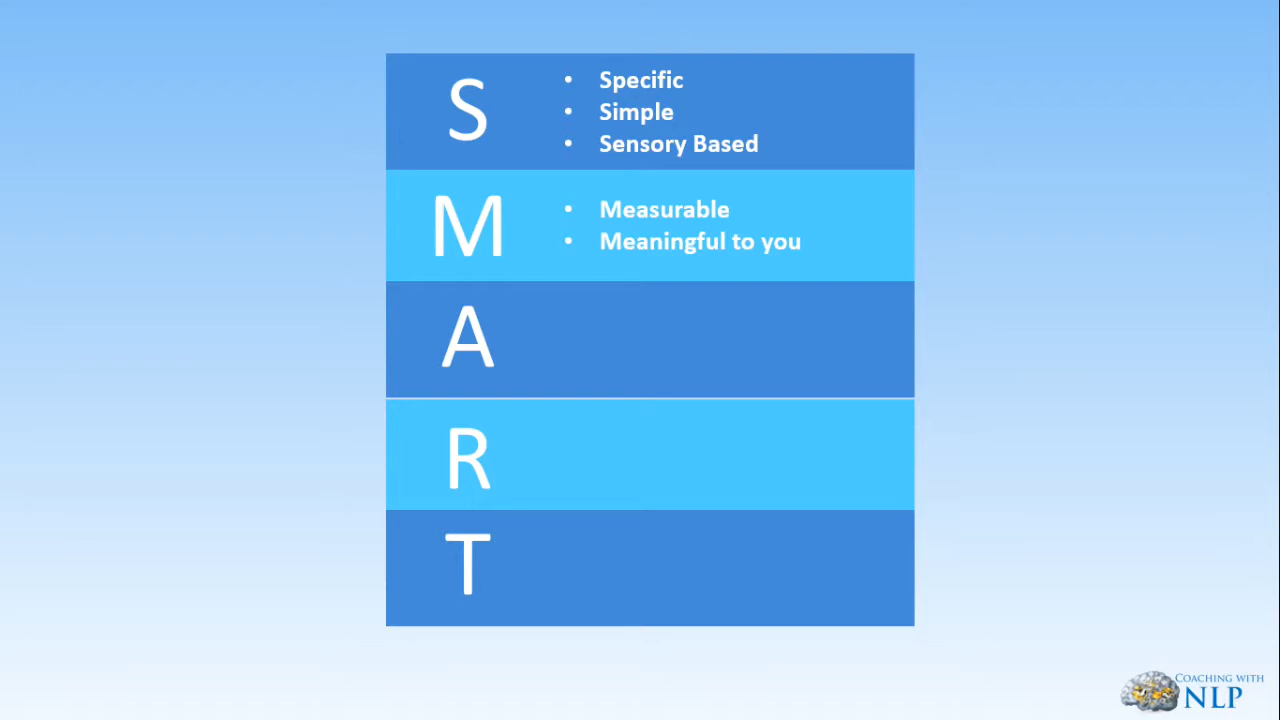 S
• Specific
• Simple
• Sensory Based
M
• Measurable
• Meaningful to you
A
R
T
COACHING WITH
NLP